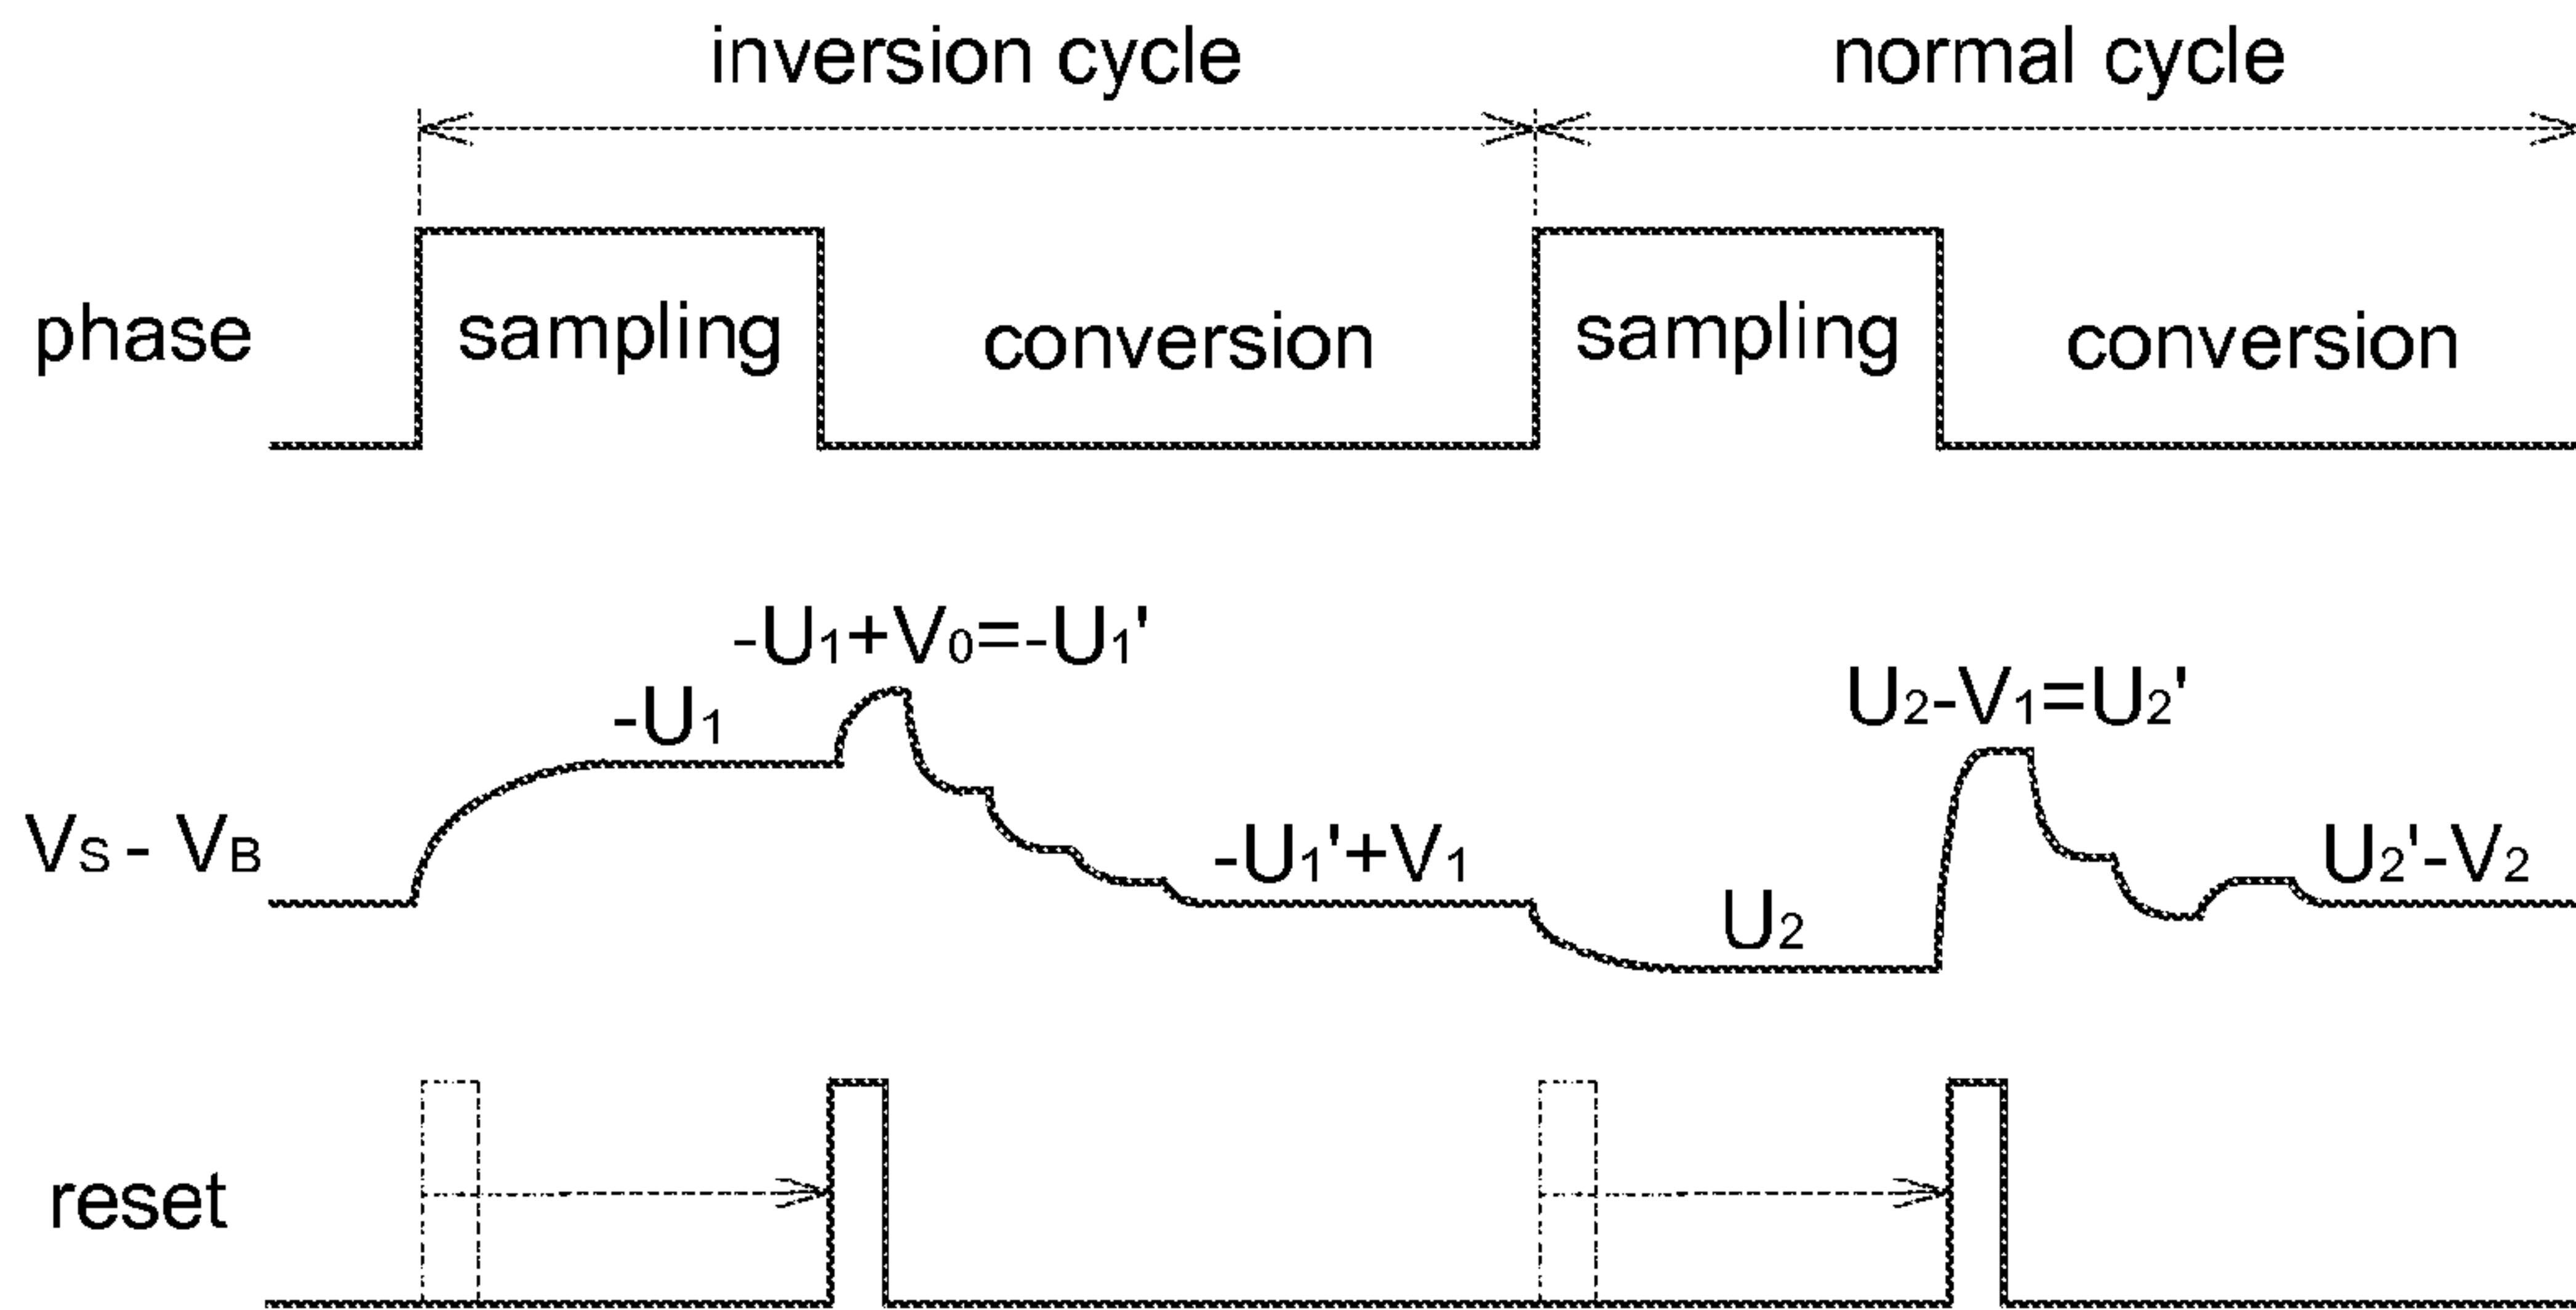 inversion cycle normal cycle
phase sampling conversion sampling conversion
-U₁+V₀=-U₁'
U₂-V₁=U₂'
-U₁
VS - VB -U₁'+V₁ U₂'-V₂
U₂
reset